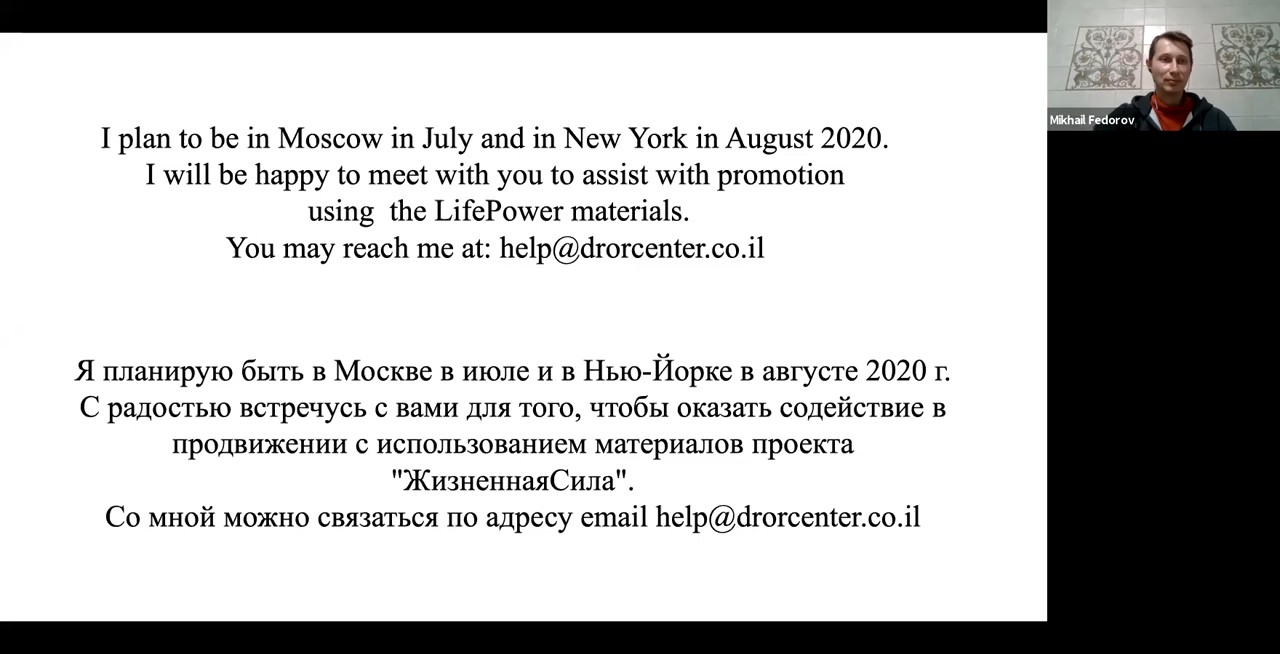 I plan to be in Moscow in July and in New York in August 2020.
I will be happy to meet with you to assist with promotion
using the LifePower materials.
You may reach me at: help@drorcenter.co.il
Я планирую быть в Москве в июле и в Нью-Йорке в августе 2020 г.
С радостью встречусь с вами для того, чтобы оказать содействие в
продвижении с использованием материалов проекта
"ЖизненнаяСила".
Со мной можно связаться по адресу email help@drorcenter.co.il
Mikhail Fedorov